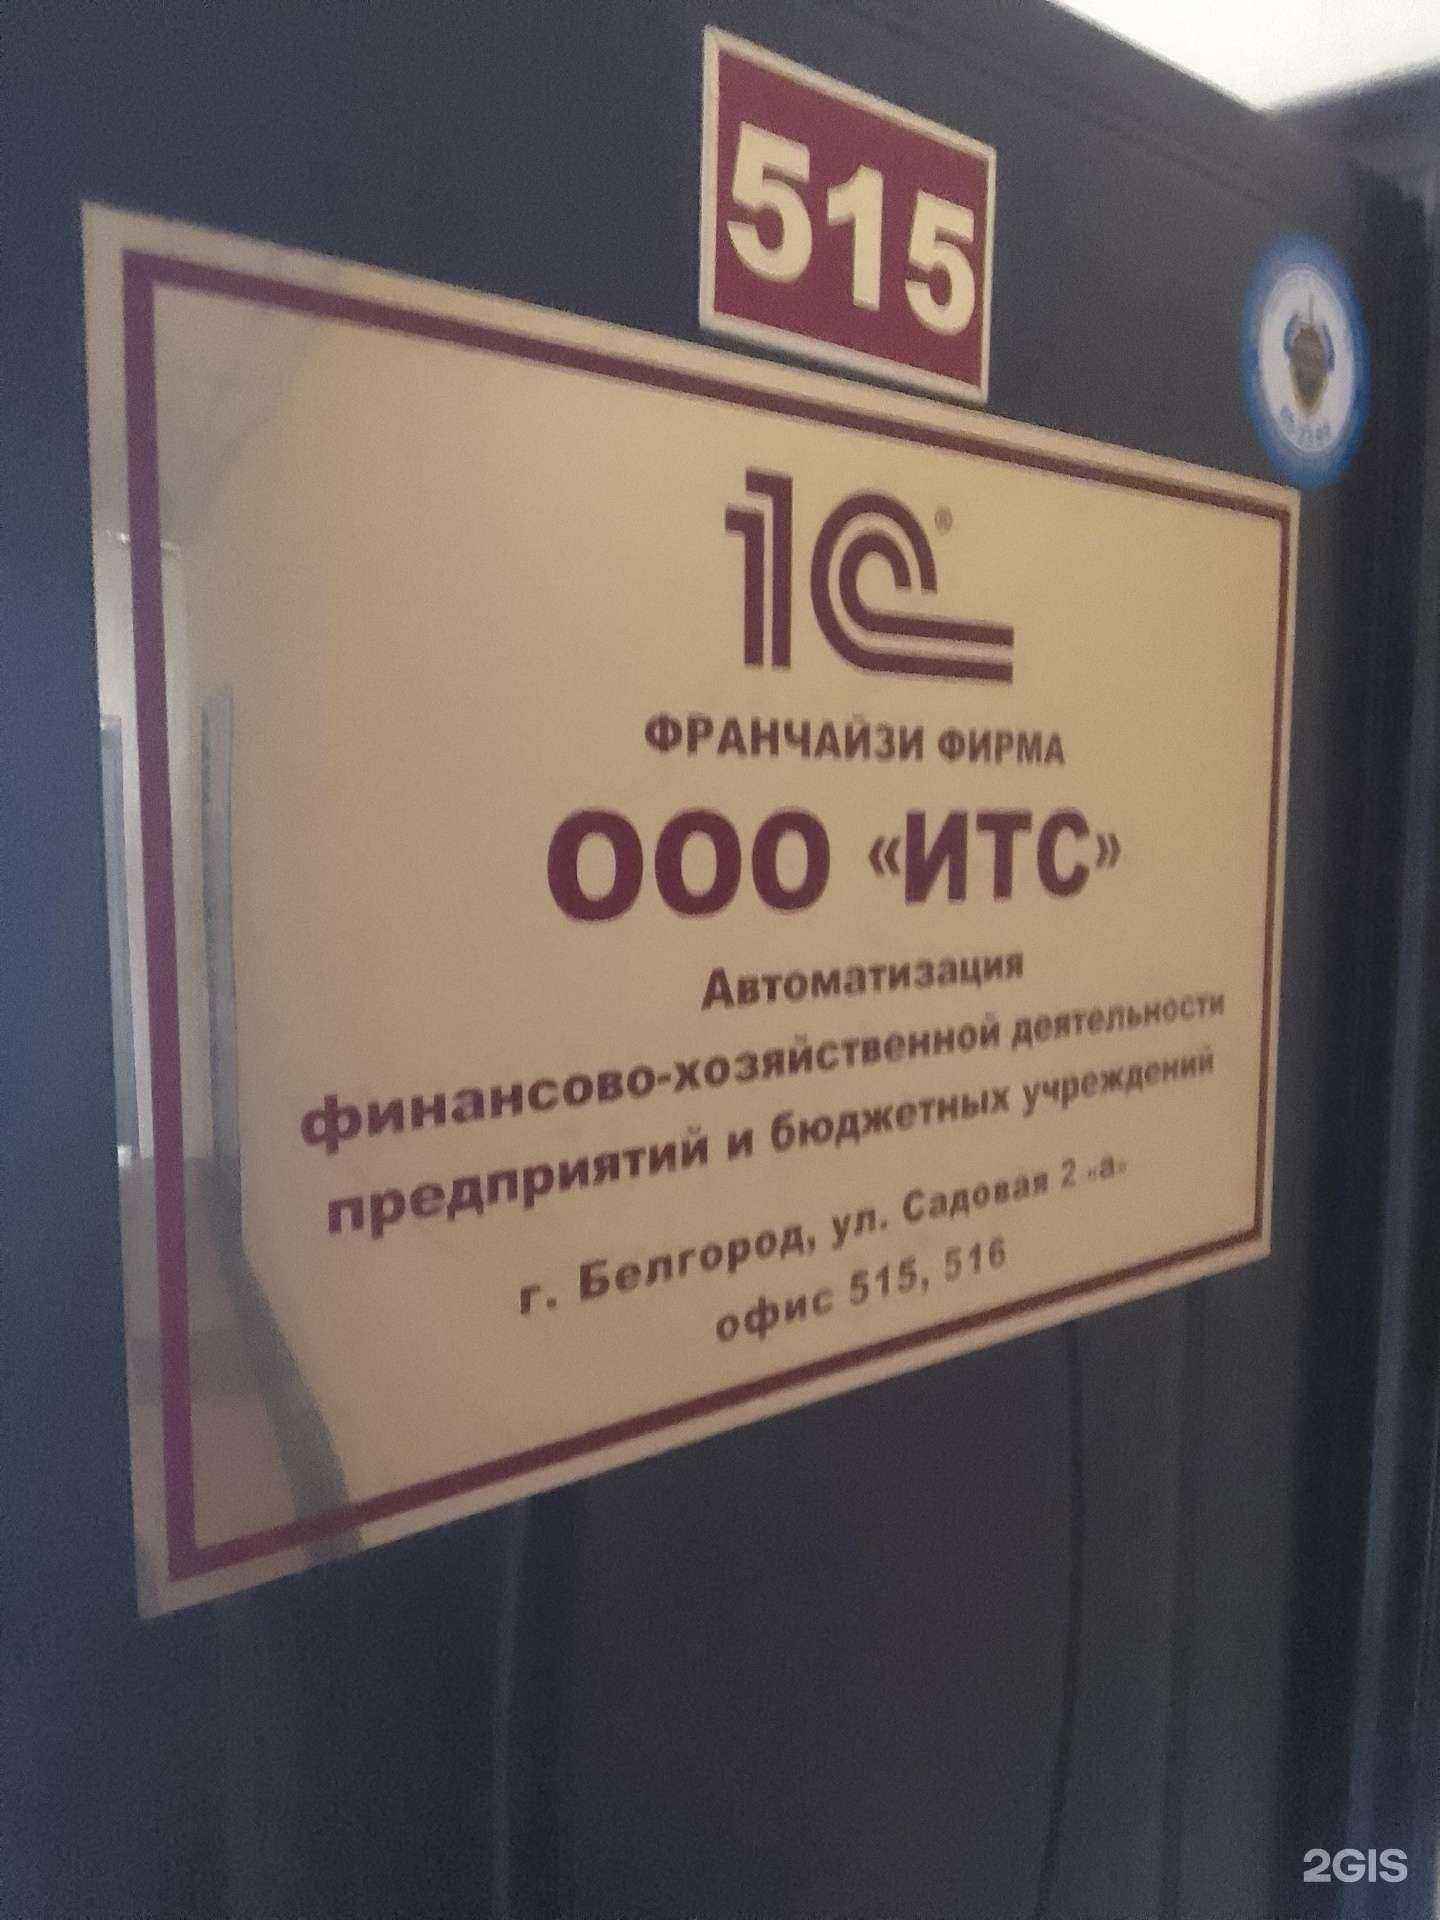 515
1С®
ФРАНЧАЙЗИ ФИРМА
ООО «ИТС»
Автоматизация
финансово-хозяйственной деятельности
предприятий и бюджетных учреждений
г. Белгород, ул. Садовая 2 «а»
офис 515, 516
2GIS